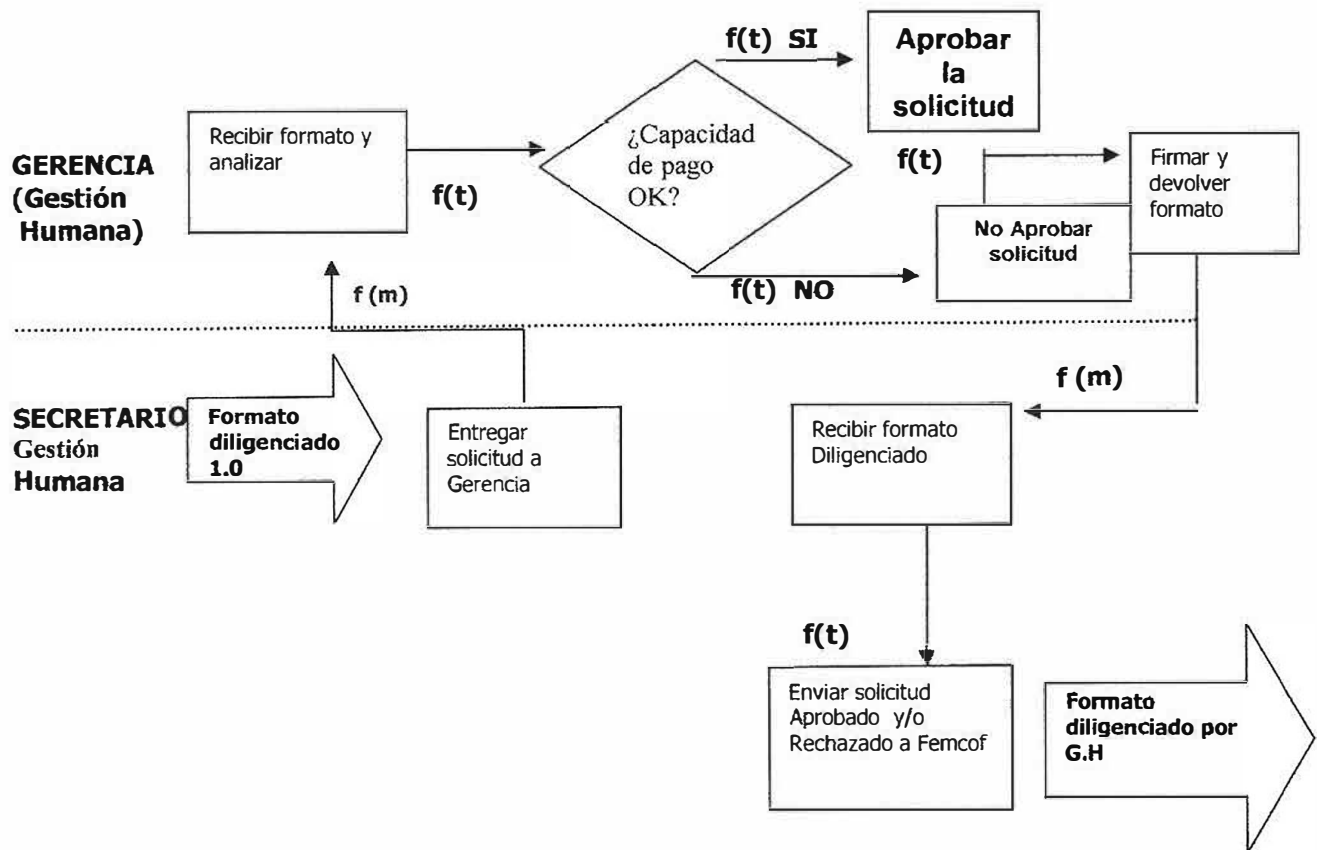 f(t) SI
Aprobar
la
solicitud
GERENCIA
(Gestión
Humana)
Recibir formato y
analizar
f(t)
¿Capacidad
de pago
OK?
f(t)
Firmar y
devolver
formato
No Aprobar
solicitud
f(t) NO
f (m)
SECRETARIO
Gestión
Humana
Formato
diligenciado
1.0
Entregar
solicitud a
Gerencia
f (m)
Recibir formato
Diligenciado
f(t)
Enviar solicitud
Aprobado y/o
Rechazado a Femcof
Formato
diligenciado por
G.H